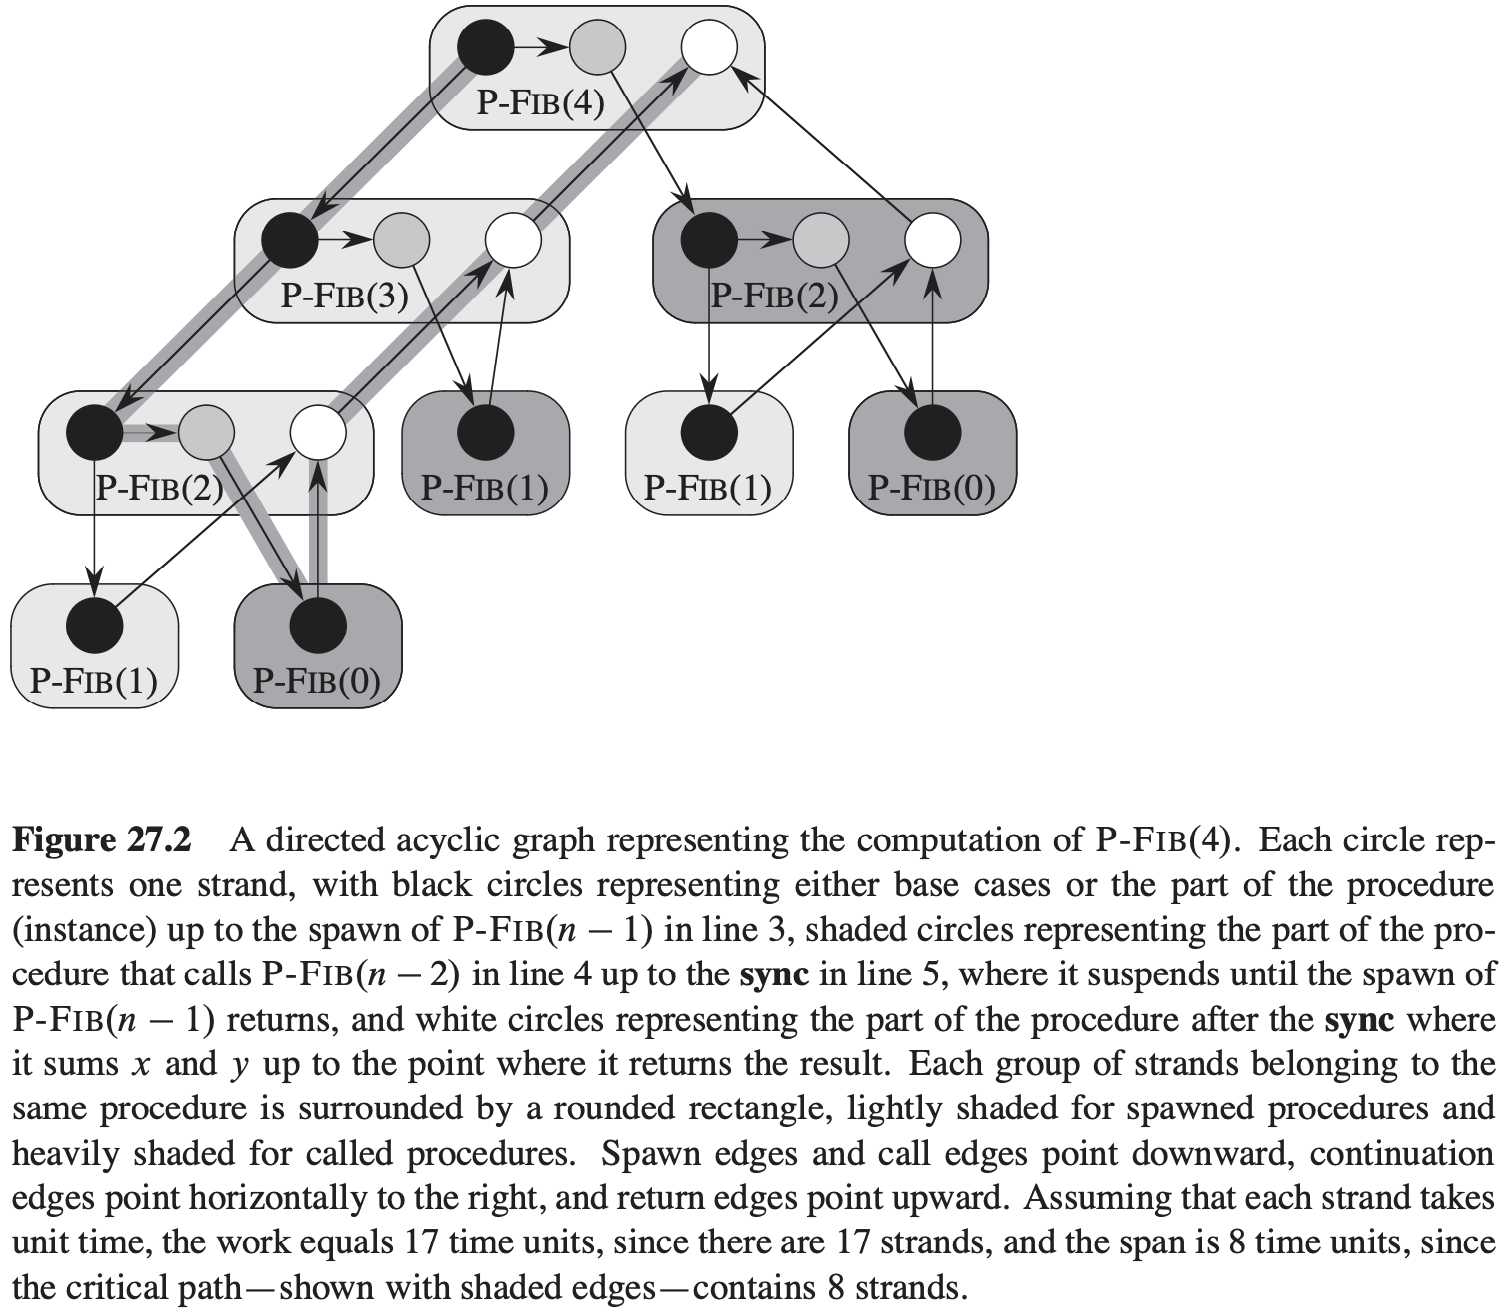 P-FIB(4)
P-FIB(3)
P-FIB(2)
P-FIB(2)
P-FIB(1)
P-FIB(1)
P-FIB(0)
P-FIB(1)
P-FIB(0)
Figure 27.2 A directed acyclic graph representing the computation of P-FIB(4). Each circle rep-
resents one strand, with black circles representing either base cases or the part of the procedure
(instance) up to the spawn of P-FIB(n − 1) in line 3, shaded circles representing the part of the pro-
cedure that calls P-FIB(n − 2) in line 4 up to the sync in line 5, where it suspends until the spawn of
P-FIB(n − 1) returns, and white circles representing the part of the procedure after the sync where
it sums x and y up to the point where it returns the result. Each group of strands belonging to the
same procedure is surrounded by a rounded rectangle, lightly shaded for spawned procedures and
heavily shaded for called procedures. Spawn edges and call edges point downward, continuation
edges point horizontally to the right, and return edges point upward. Assuming that each strand takes
unit time, the work equals 17 time units, since there are 17 strands, and the span is 8 time units, since
the critical path—shown with shaded edges—contains 8 strands.